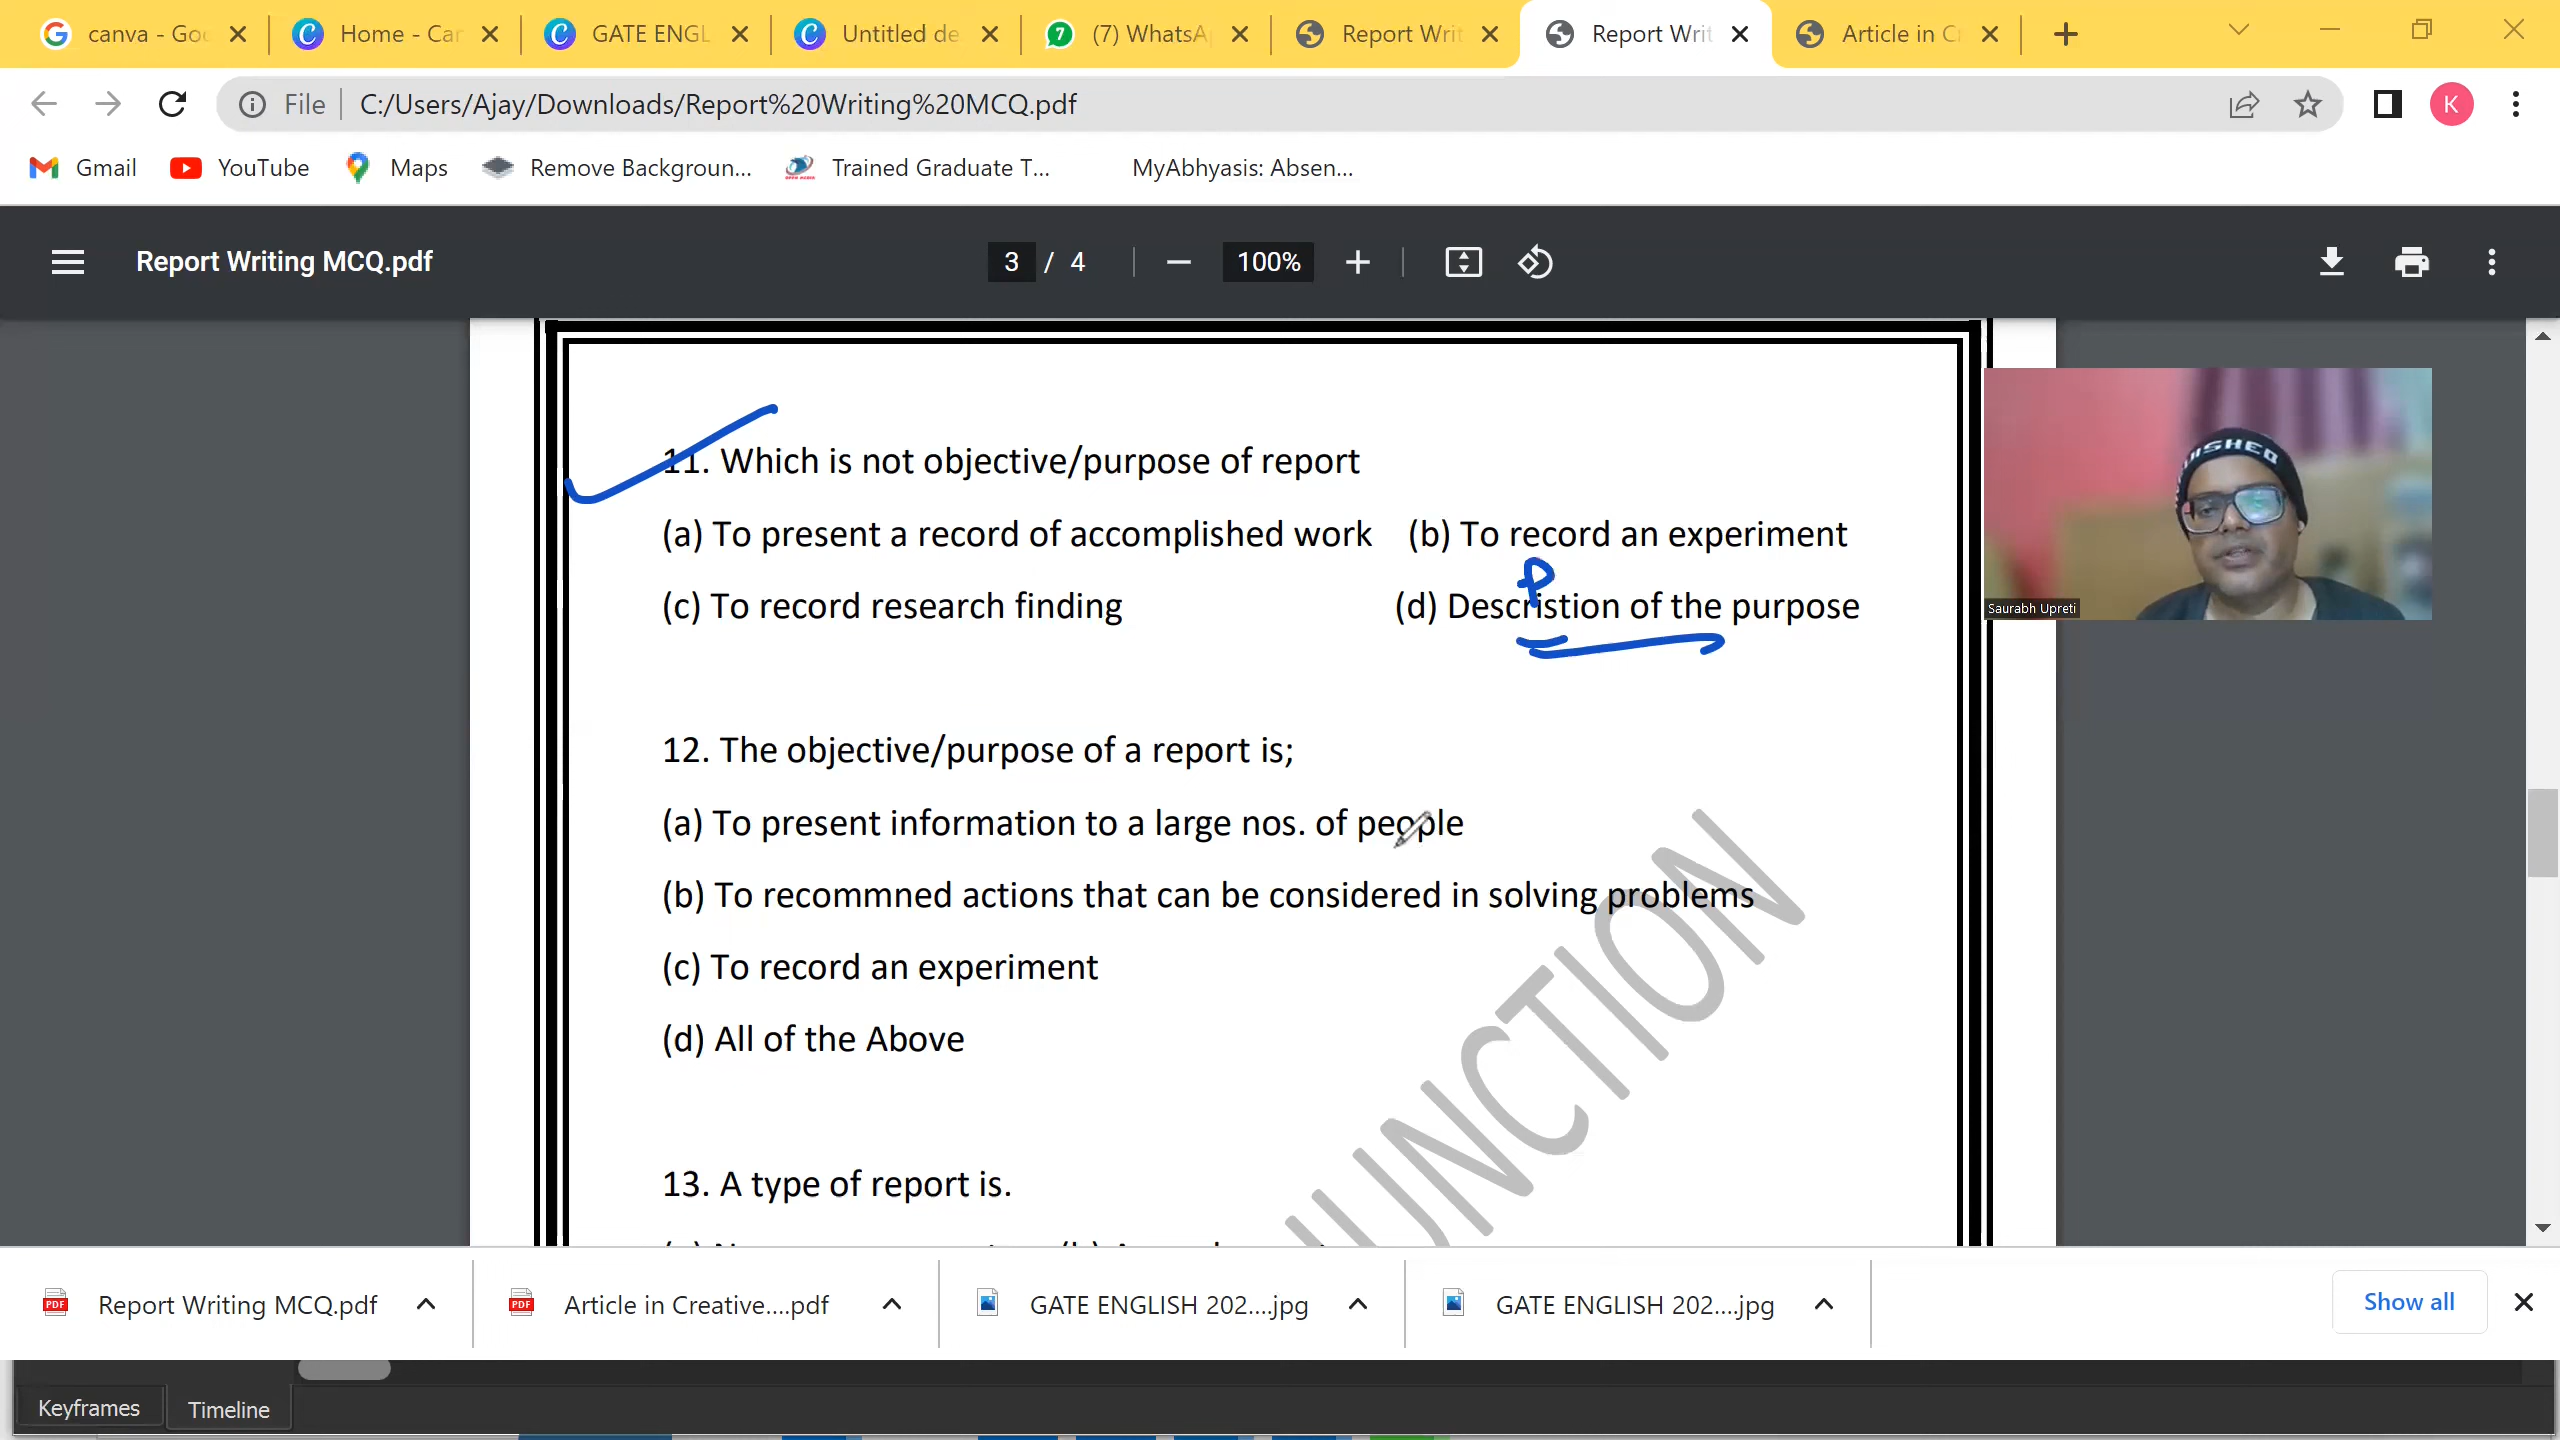 canva - Goo
Home - Can
GATE ENGL
Untitled de
(7) WhatsA
Report Writ
Report Writ
Article in C
File
C:/Users/Ajay/Downloads/Report%20Writing%20MCQ.pdf
K
Gmail
YouTube
Maps
Remove Backgroun...
Trained Graduate T...
MyAbhyasis: Absen...
Report Writing MCQ.pdf
3 / 4
100%
11. Which is not objective/purpose of report
(a) To present a record of accomplished work (b) To record an experiment
P
(c) To record research finding (d) Descristion of the purpose
Saurabh Upreti
12. The objective/purpose of a report is;
(a) To present information to a large nos. of people
(b) To recommned actions that can be considered in solving problems
(c) To record an experiment
(d) All of the Above
13. A type of report is.
UNCTION
Report Writing MCQ.pdf
Article in Creative....pdf
GATE ENGLISH 202....jpg
GATE ENGLISH 202....jpg
Show all
Keyframes
Timeline